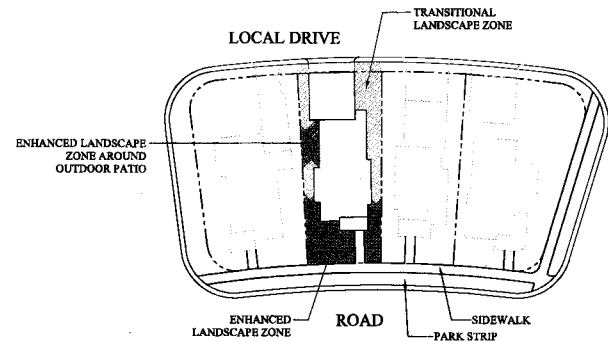 TRANSITIONAL
LANDSCAPE ZONE
LOCAL DRIVE
ENHANCED LANDSCAPE
ZONE AROUND
OUTDOOR PATIO
ENHANCED
LANDSCAPE ZONE
ROAD
SIDEWALK
PARK STRIP